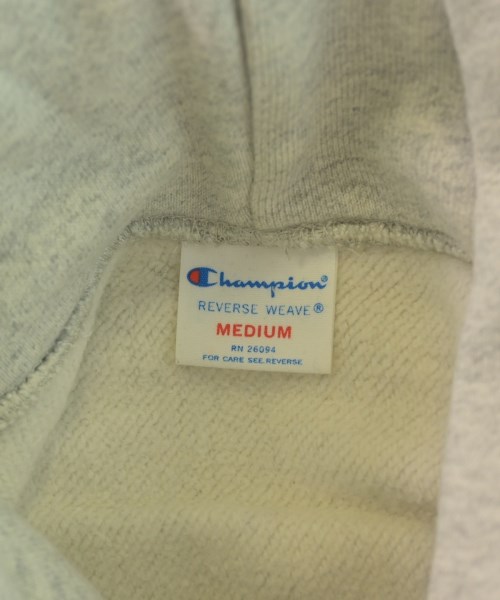 Champion®
REVERSE WEAVE®
MEDIUM
RN 26094
FOR CARE SEE REVERSE